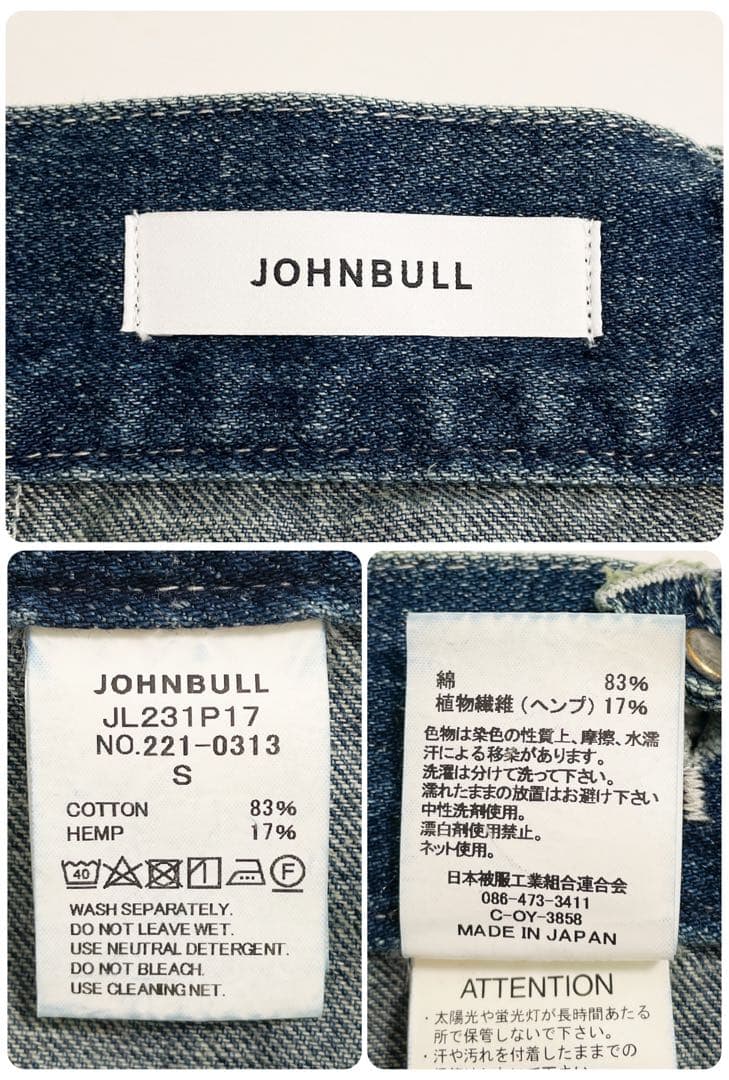 JOHNBULL
JOHNBULL
JL231P17
NO.221-0313
S
COTTON 83%
HEMP 17%
40 F
WASH SEPARATELY.
DO NOT LEAVE WET.
USE NEUTRAL DETERGENT.
DO NOT BLEACH.
USE CLEANING NET.
綿 83%
植物繊維(ヘンプ) 17%
色物は染色の性質上、摩擦、水濡
汗による移染があります。
洗濯は分けて洗って下さい。
濡れたままの放置はお避け下さい
中性洗剤使用。
漂白剤使用禁止。
ネット使用。
日本被服工業組合連合会
086-473-3411
C-OY-3858
MADE IN JAPAN
ATTENTION
・太陽光や蛍光灯が長時間あたる
所で保管しないで下さい。
・汗や汚れを付着したままでの